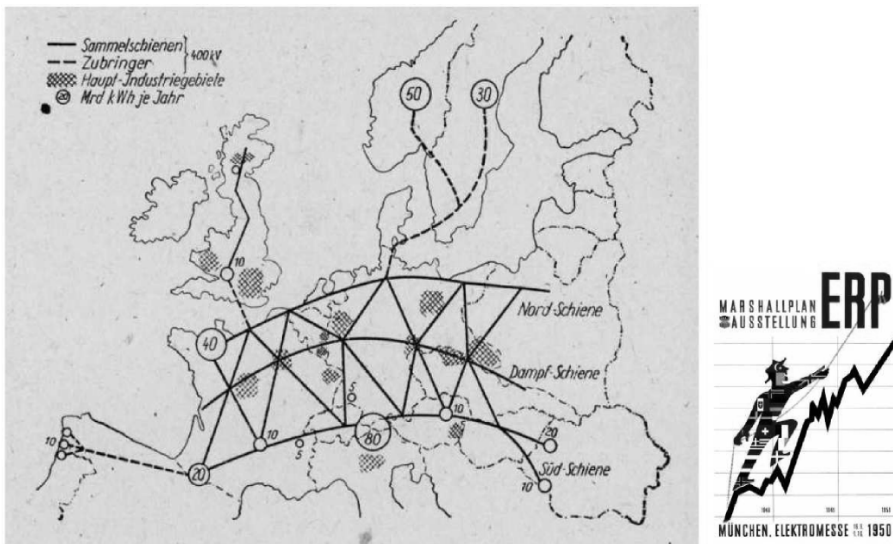 Sammelschienen
Zubringer
400 kV
Haupt-Industriegebiete
20 Mrd kWh je Jahr
50
30
10
40
Nord-Schiene
Dampf-Schiene
5
10
10
5
80
10
20
20
Süd-Schiene
10
MARSHALLPLAN
AUSSTELLUNG
ERP
MÜNCHEN, ELEKTROMESSE 1950